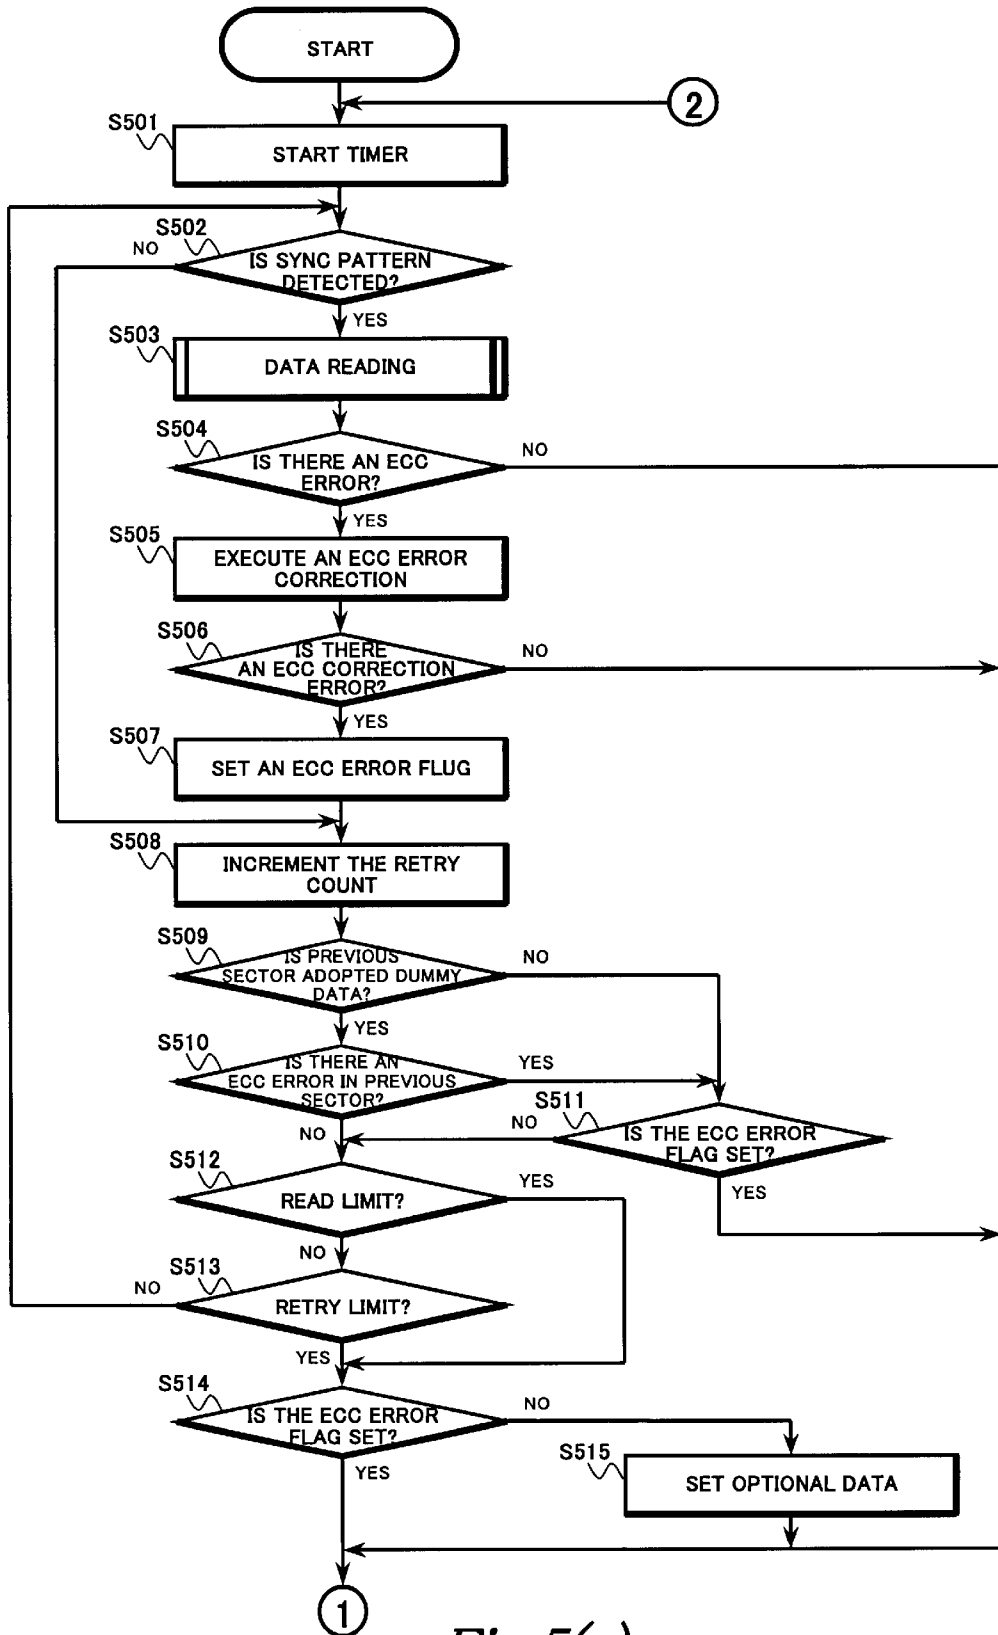 START
2
S501
START TIMER
S502
NO
IS SYNC PATTERN
DETECTED?
YES
S503
DATA READING
S504
NO
IS THERE AN ECC
ERROR?
YES
S505
EXECUTE AN ECC ERROR
CORRECTION
S506
NO
IS THERE
AN ECC CORRECTION
ERROR?
YES
S507
SET AN ECC ERROR FLUG
S508
INCREMENT THE RETRY
COUNT
S509
NO
IS PREVIOUS
SECTOR ADOPTED DUMMY
DATA?
YES
S510
YES
IS THERE AN
ECC ERROR IN PREVIOUS
SECTOR?
NO
S511
NO
IS THE ECC ERROR
FLAG SET?
YES
S512
YES
READ LIMIT?
NO
S513
NO
RETRY LIMIT?
YES
S514
NO
IS THE ECC ERROR
FLAG SET?
YES
S515
SET OPTIONAL DATA
1
Fig.5(a)